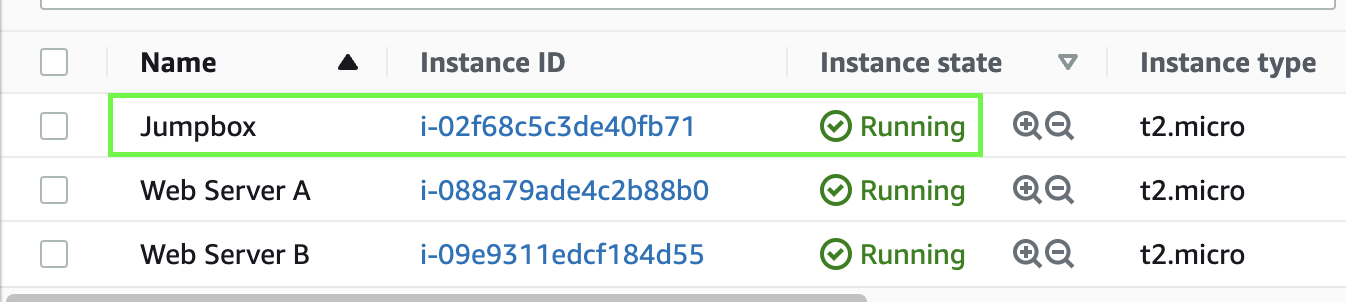 Name Instance ID Instance state Instance type
Jumpbox i-02f68c5c3de40fb71 Running t2.micro
Web Server A i-088a79ade4c2b88b0 Running t2.micro
Web Server B i-09e9311edcf184d55 Running t2.micro